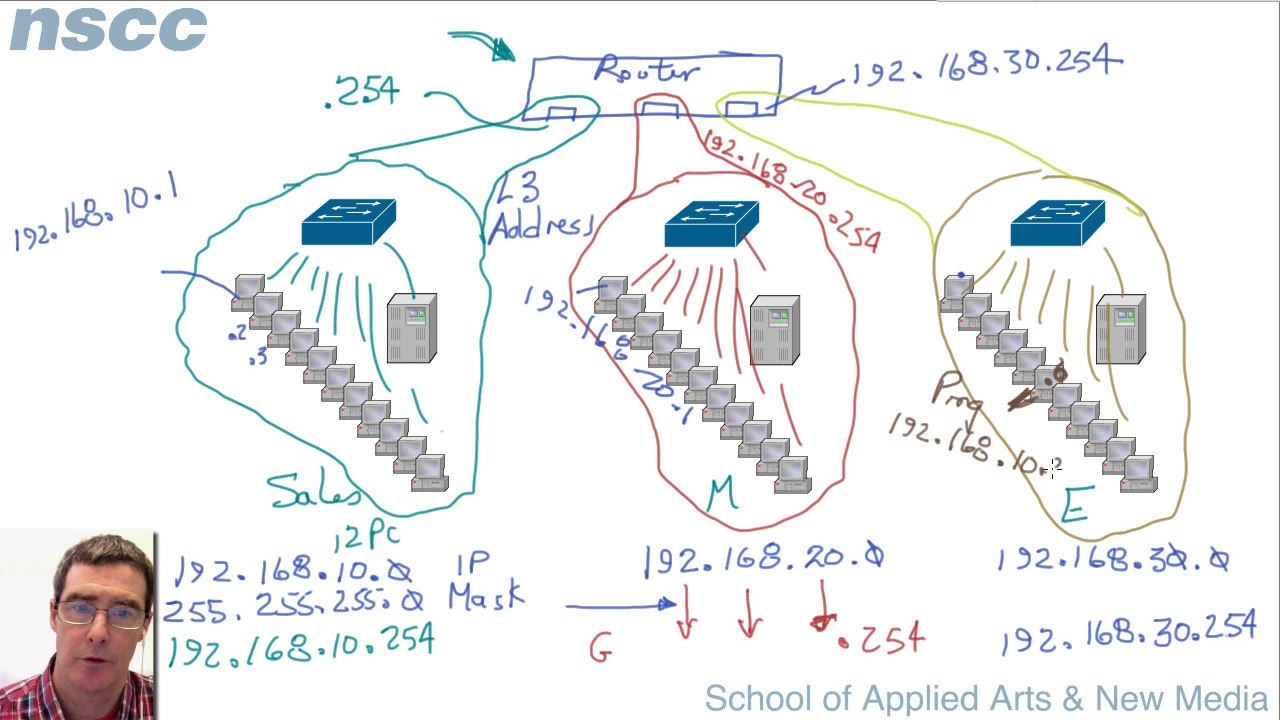 nscc
Router
192.168.30.254
.254
192.168.20.254
192.168.10.1
L3
Address
.2
.3
192.168
20.1
Ping
192.168.10.2
Sales
12 PC
M
E
192.168.10.0 IP
255.255.255.0 Mask
192.168.10.254
192.168.20.0
G
.254
192.168.30.0
192.168.30.254
School of Applied Arts & New Media